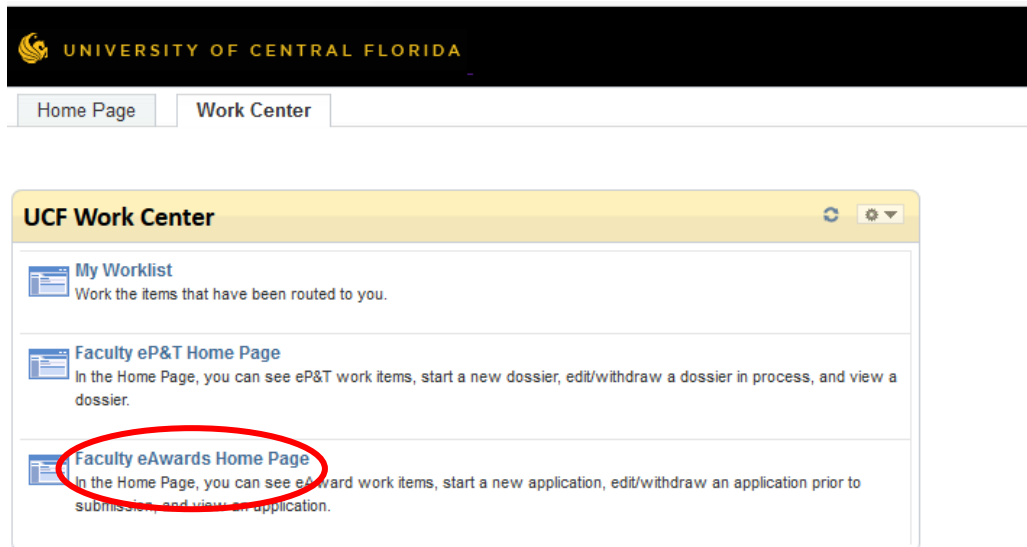 UNIVERSITY OF CENTRAL FLORIDA
Home Page
Work Center
UCF Work Center
My Worklist
Work the items that have been routed to you.
Faculty eP&T Home Page
In the Home Page, you can see eP&T work items, start a new dossier, edit/withdraw a dossier in process, and view a
dossier.
Faculty eAwards Home Page
In the Home Page, you can see eAward work items, start a new application, edit/withdraw an application prior to
submission, and view an application.